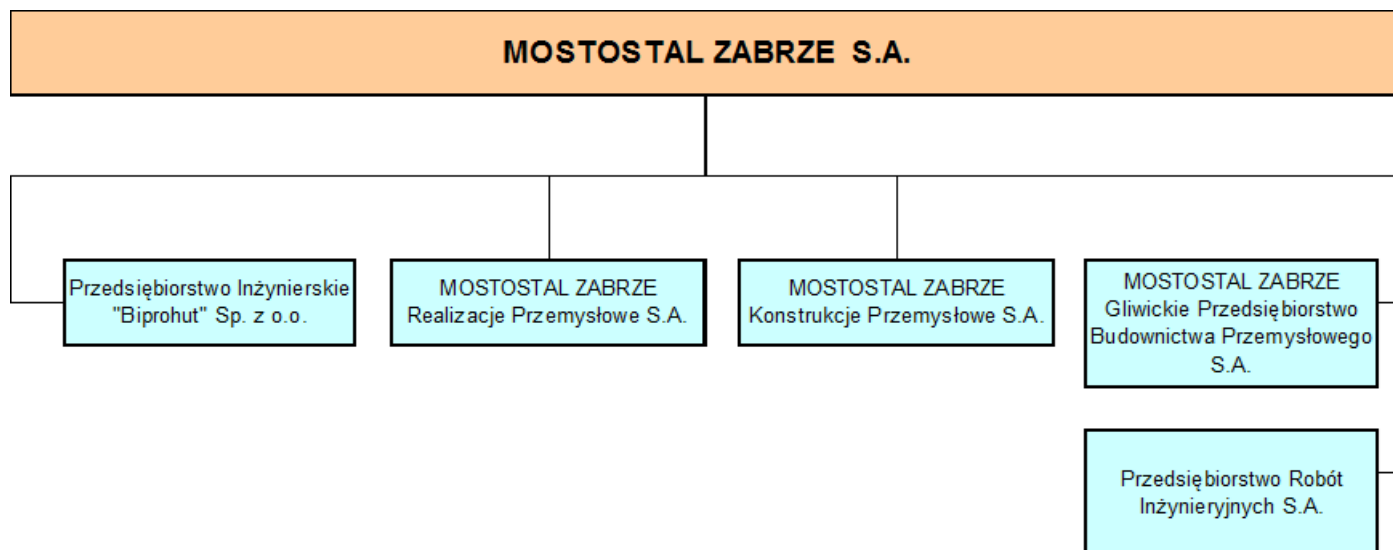 MOSTOSTAL ZABRZE S.A.
Przedsiębiorstwo Inżynierskie
"Biprohut" Sp. z o.o.
MOSTOSTAL ZABRZE
Realizacje Przemysłowe S.A.
MOSTOSTAL ZABRZE
Konstrukcje Przemysłowe S.A.
MOSTOSTAL ZABRZE
Gliwickie Przedsiębiorstwo
Budownictwa Przemysłowego
S.A.
Przedsiębiorstwo Robót
Inżynieryjnych S.A.